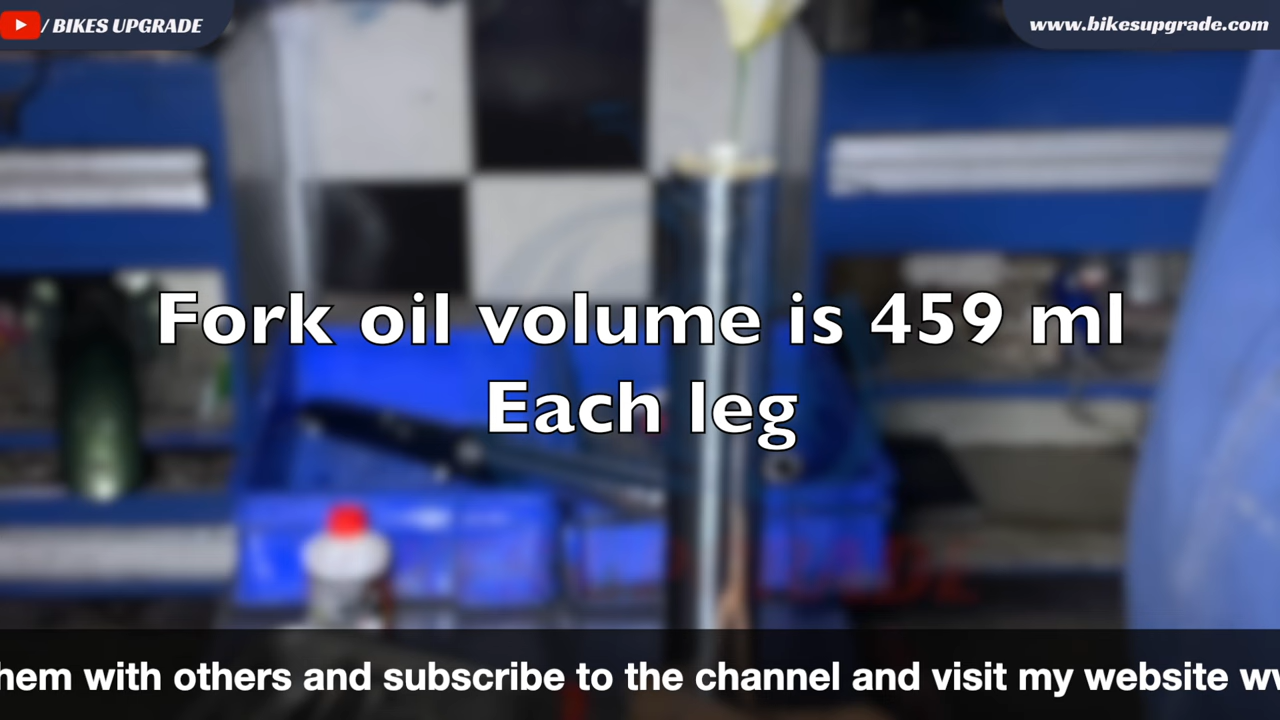 / BIKES UPGRADE
www.bikesupgrade.com
Fork oil volume is 459 ml
Each leg
hem with others and subscribe to the channel and visit my website